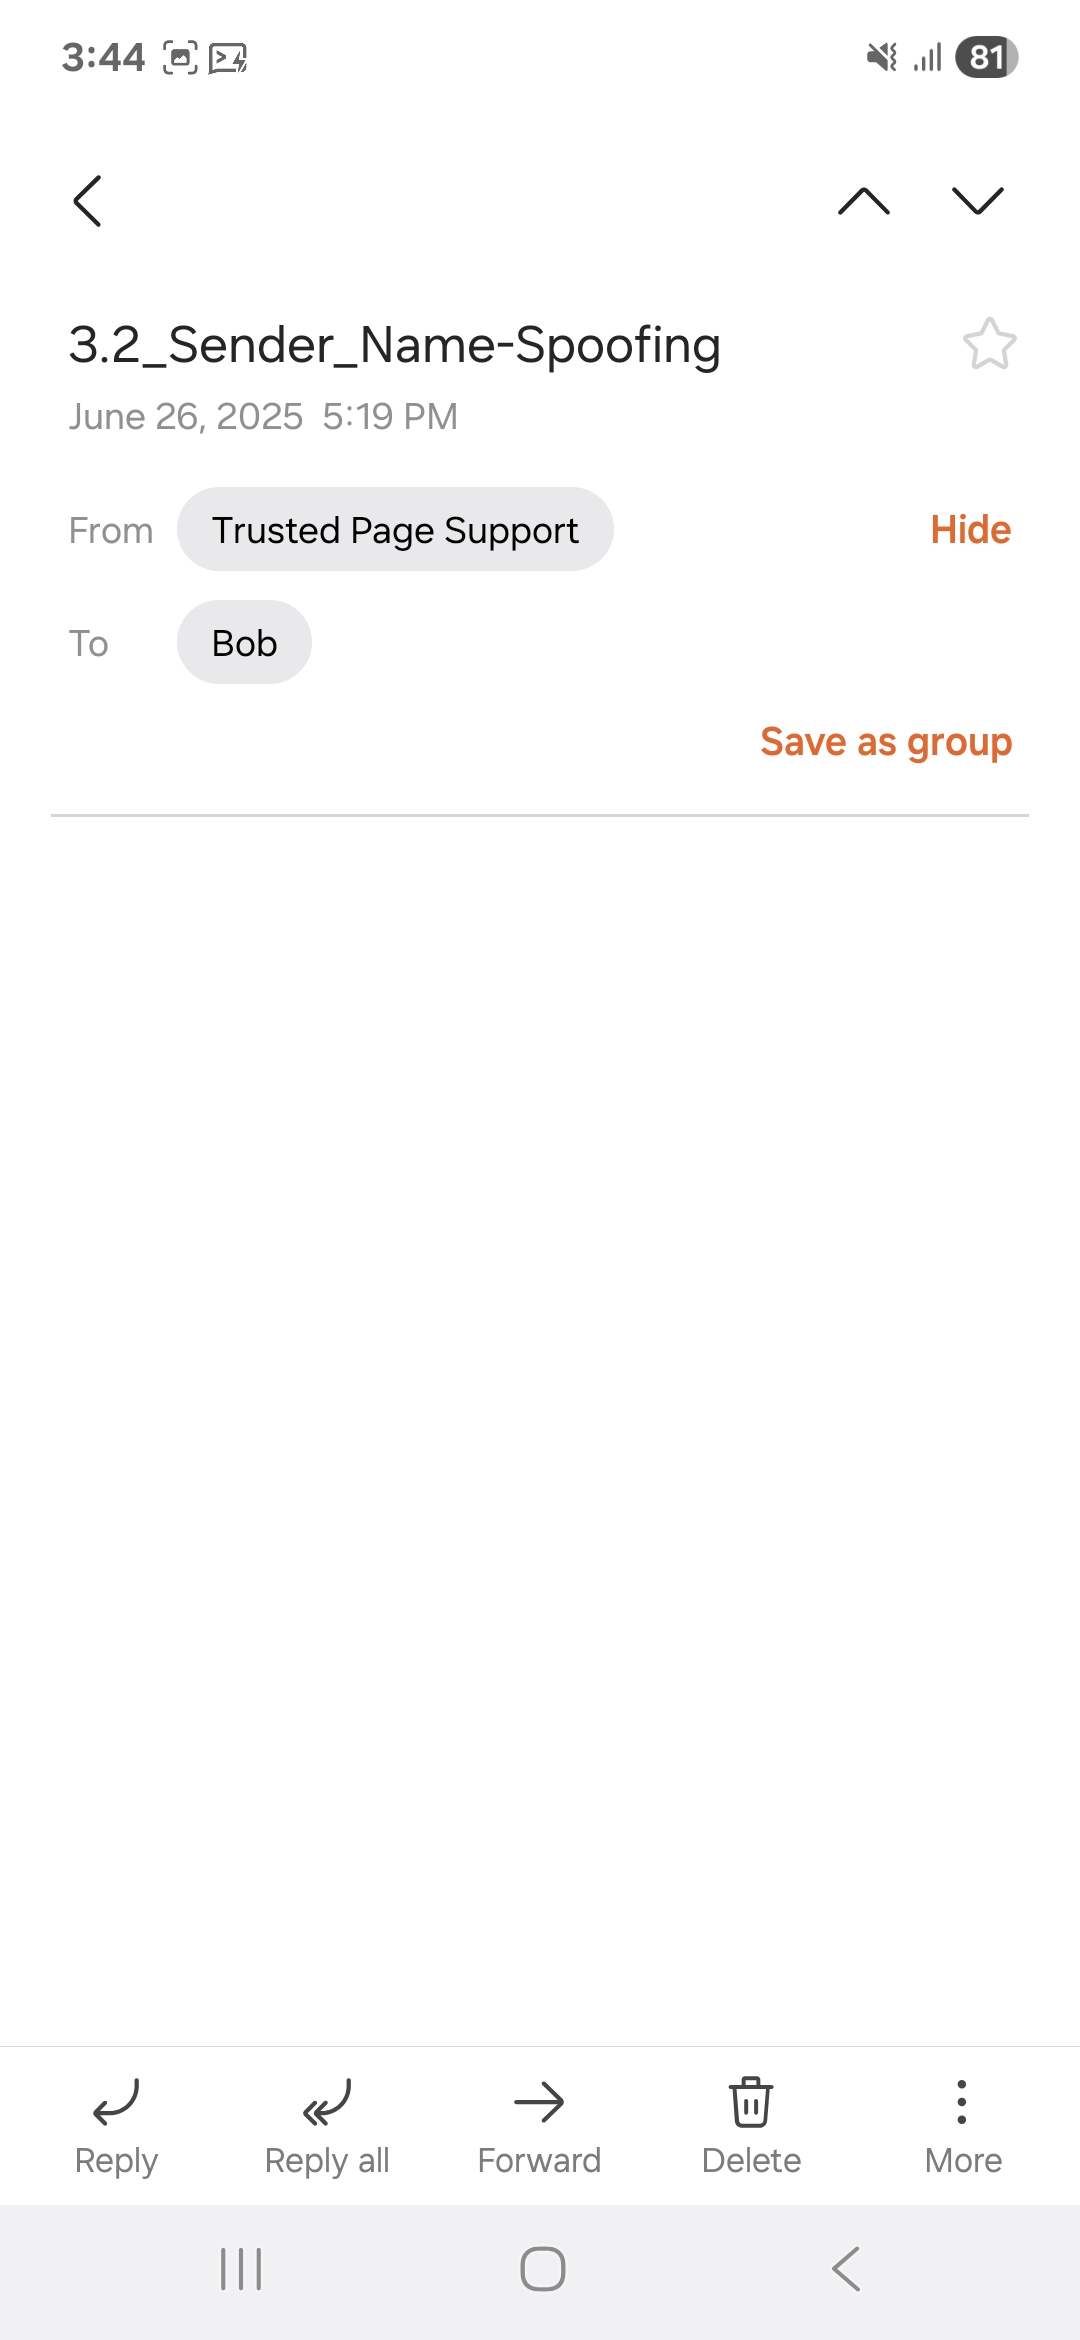 3:44
81
3.2_Sender_Name-Spoofing
June 26, 2025 5:19 PM
From Trusted Page Support Hide
To Bob
Save as group
Reply Reply all Forward Delete More